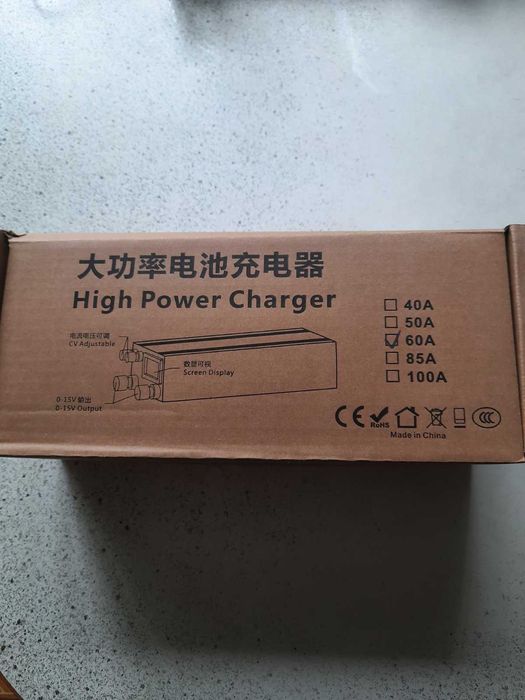 大功率电池充电器
High Power Charger
40A
50A
60A
85A
100A
电流电压可调
CV Adjustable
数显可视
Screen Display
0-15V 输出
0-15V Output
CE RoHS CCC
Made in China